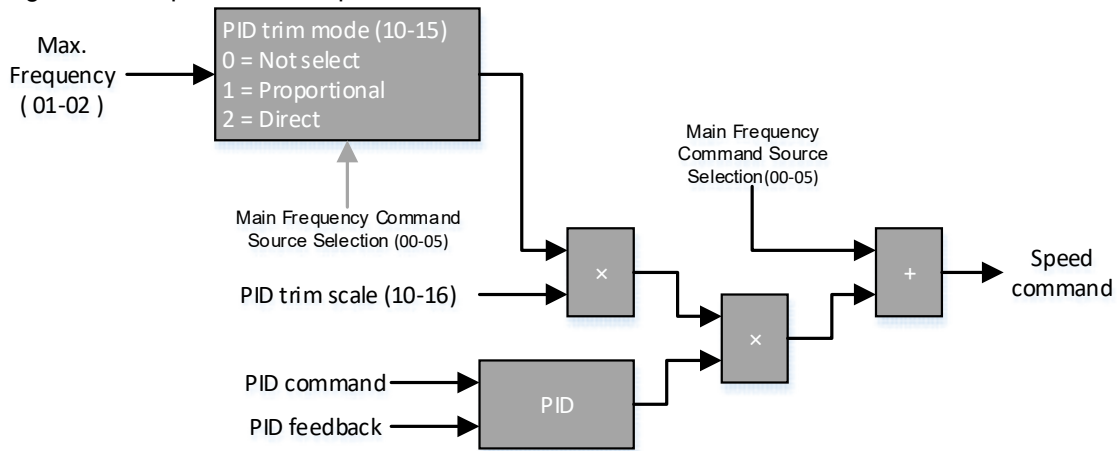 Max.
Frequency
( 01-02 )
PID trim mode (10-15)
0 = Not select
1 = Proportional
2 = Direct
Main Frequency Command
Source Selection (00-05)
Main Frequency
Command Source
Selection(00-05)
PID trim scale (10-16)
×
×
+
Speed
command
PID command
PID feedback
PID